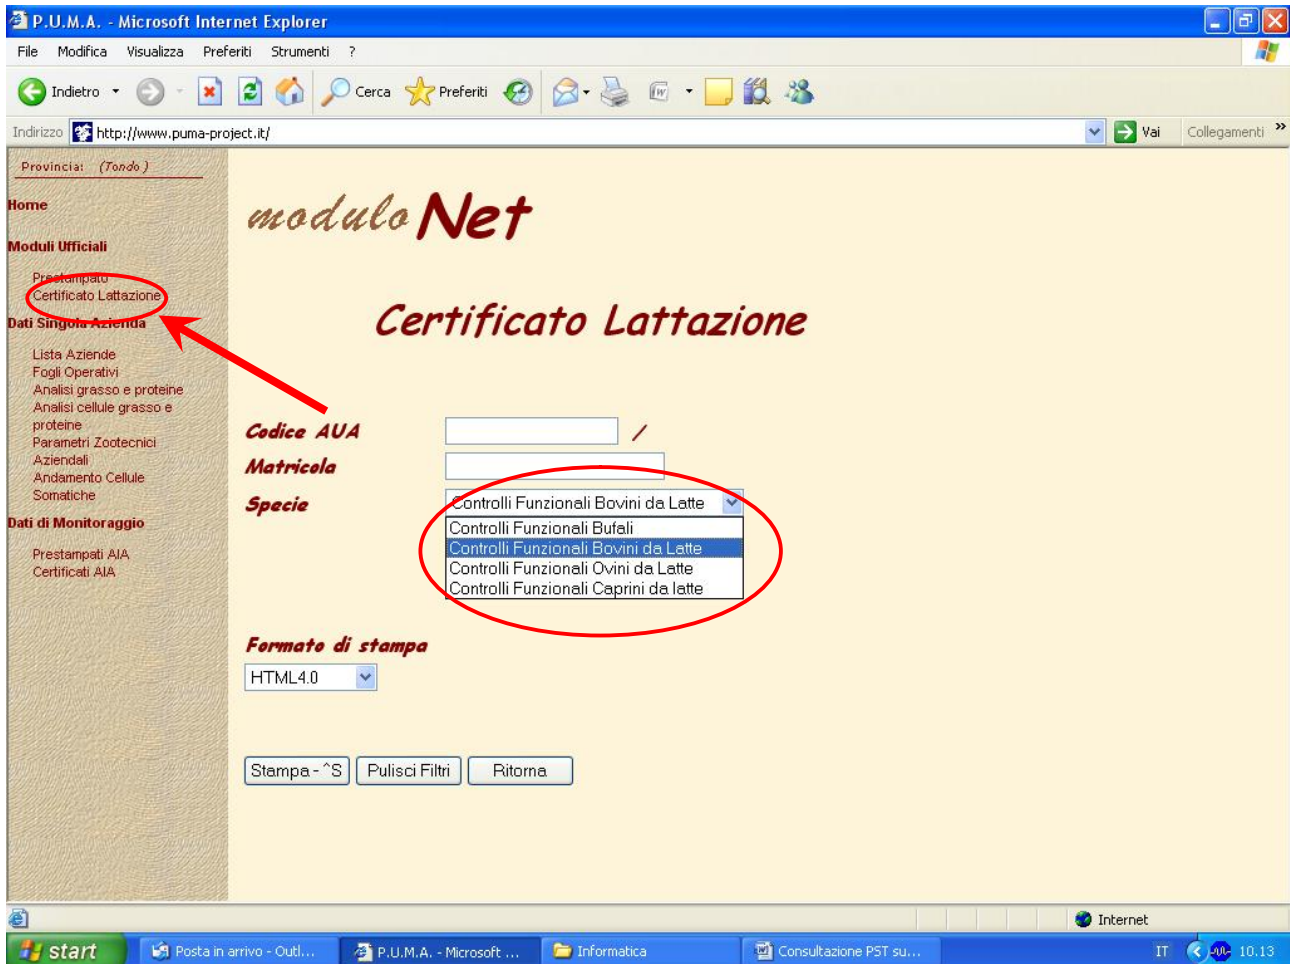 P.U.M.A. - Microsoft Internet Explorer
File Modifica Visualizza Preferiti Strumenti ?
Indietro Cerca Preferiti
Indirizzo http://www.puma-project.it/ Vai Collegamenti »
Provincia: (Tondo)
Home
Moduli Ufficiali
Prestampato
Certificato Lattazione
Dati Singola Azienda
Lista Aziende
Fogli Operativi
Analisi grasso e proteine
Analisi cellule grasso e
proteine
Parametri Zootecnici
Aziendali
Andamento Cellule
Somatiche
Dati di Monitoraggio
Prestampati AIA
Certificati AIA
modulo Net
Certificato Lattazione
Codice AUA /
Matricola
Specie Controlli Funzionali Bovini da Latte
Controlli Funzionali Bufali
Controlli Funzionali Bovini da Latte
Controlli Funzionali Ovini da Latte
Controlli Funzionali Caprini da latte
Formato di stampa
HTML4.0
Stampa - ^S Pulisci Filtri Ritorna
Internet
start Posta in arrivo - Outl... P.U.M.A. - Microsoft ... Informatica Consultazione PST su... IT 10.13